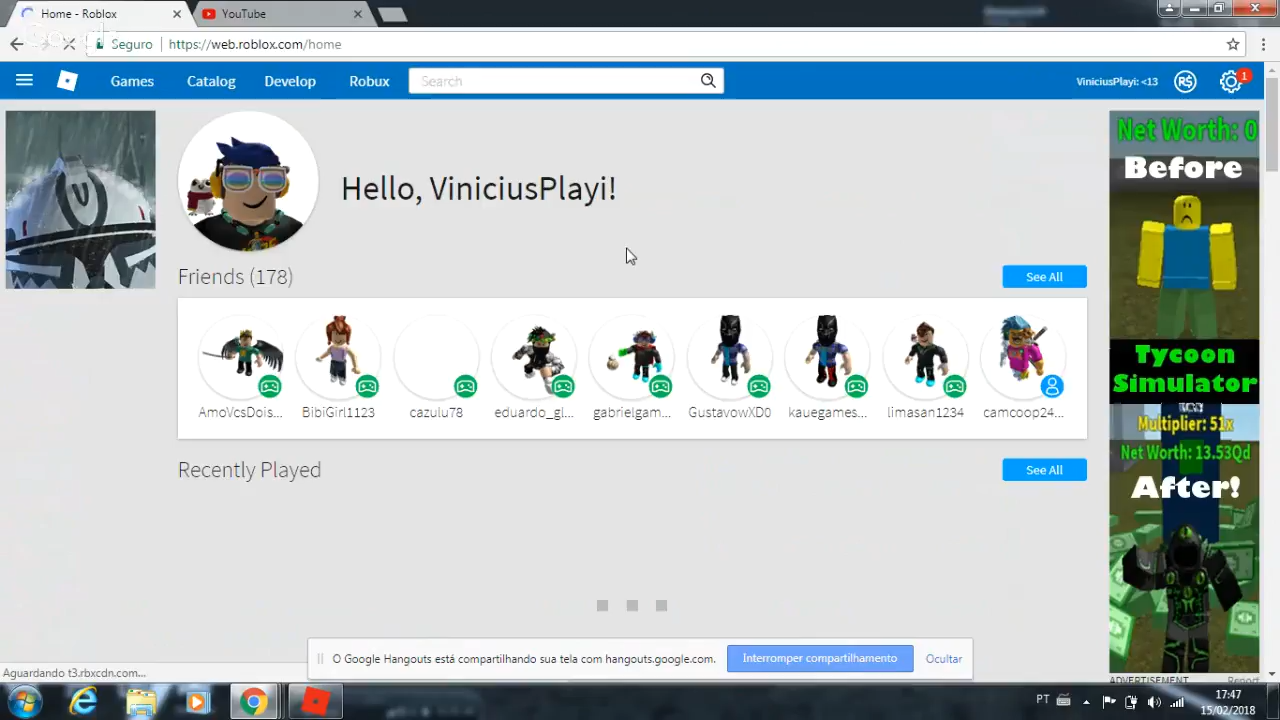 Home - Roblox
YouTube
Seguro
https://web.roblox.com/home
Games
Catalog
Develop
Robux
Search
ViniciusPlayi: <13
R$
1
Hello, ViniciusPlayi!
Friends (178)
See All
AmoVcsDois...
BibiGirl1123
cazulu78
eduardo_gl...
gabrielgam...
GustavowXD0
kauegames...
limasan1234
camcoop24...
Recently Played
See All
Net Worth: 0
Before
Tycoon
Simulator
Multiplier: 51x
Net Worth: 13.53Qd
After!
ADVERTISEMENT
Report
O Google Hangouts está compartilhando sua tela com hangouts.google.com.
Interromper compartilhamento
Ocultar
Aguardando t3.rbxcdn.com...
PT
17:47
15/02/2018